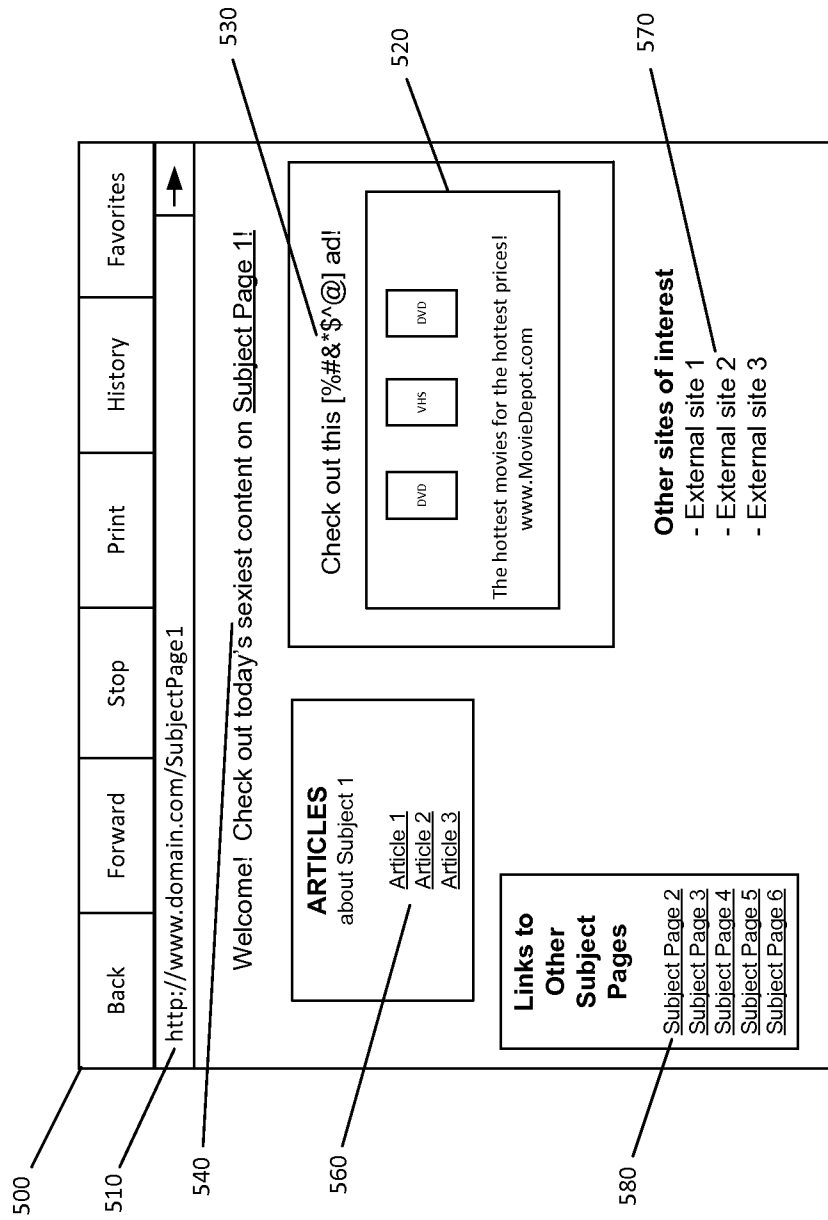 Back
Forward
Stop
Print
History
Favorites
http://www.domain.com/SubjectPage1
Welcome! Check out today's sexiest content on Subject Page 1!
ARTICLES
about Subject 1
Article 1
Article 2
Article 3
Check out this [%#&*$^@] ad!
DVD
VHS
DVD
The hottest movies for the hottest prices!
www.MovieDepot.com
Links to
Other
Subject
Pages
Subject Page 2
Subject Page 3
Subject Page 4
Subject Page 5
Subject Page 6
Other sites of interest
- External site 1
- External site 2
- External site 3
500
510
540
560
580
530
520
570